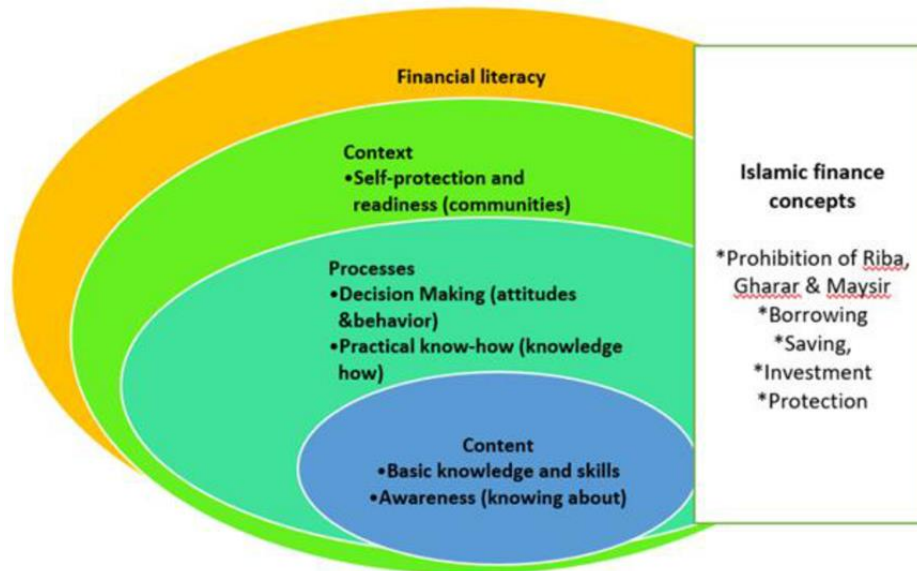 Financial literacy
Context
•Self-protection and
readiness (communities)
Processes
•Decision Making (attitudes
&behavior)
•Practical know-how (knowledge
how)
Content
•Basic knowledge and skills
•Awareness (knowing about)
Islamic finance
concepts
*Prohibition of Riba,
Gharar & Maysir
*Borrowing
*Saving,
*Investment
*Protection